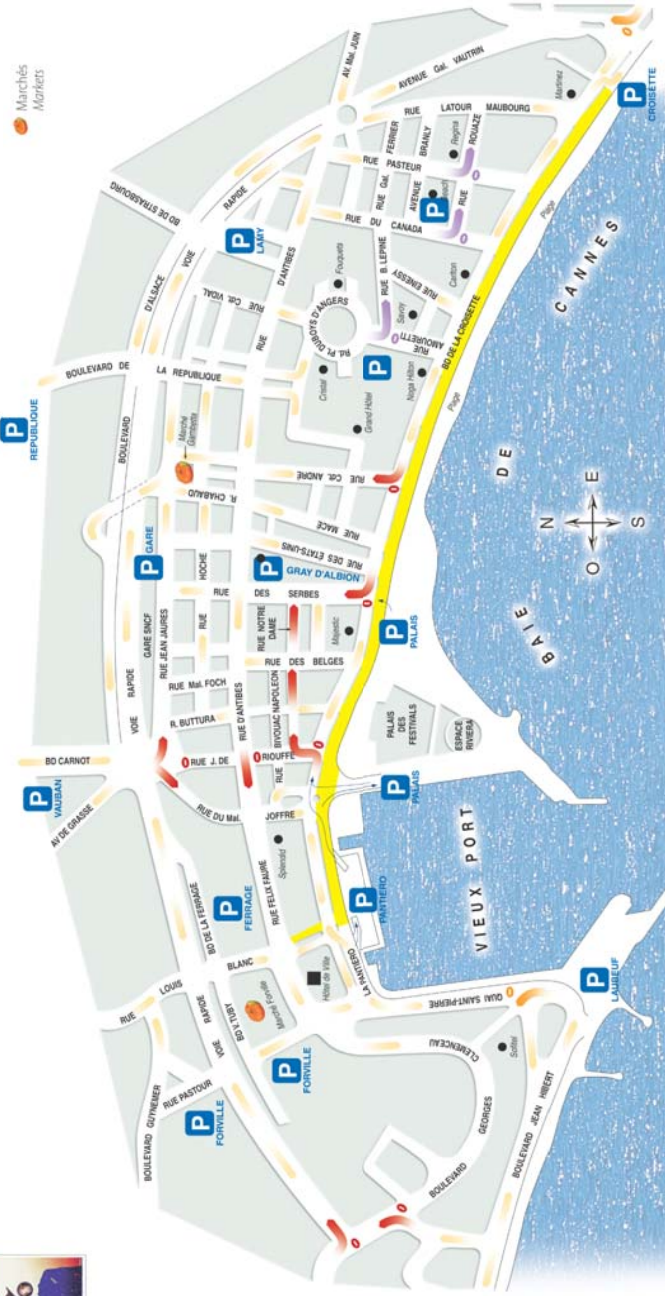 Marchés
Markets
P
REPUBLIQUE
BD DE STRASBOURG
AV. Mal. JUIN
BOULEVARD DE
LA REPUBLIQUE
D'ALSACE
VOIE
RAPIDE
AVENUE Gal. VAUTRIN
BOULEVARD
P
LAMY
RUE Cdt. VIDAL
RUE
D'ANTIBES
FERRIER
RUE Gal.
RUE LATOUR MAUBOURG
RUE PASTEUR
BRANLY
AVENUE
Regina
ROUAZE
RUE
Martinez
P
CROISETTE
P
RUE DU CANADA
Fouquets
RUE B. LEPINE
RUE EINESSY
Carlton
Savoy
DUBOYS D'ANGERS
Cristal
P
RUE
AMOURETTI
Noga Hilton
Grand Hôtel
BD DE LA CROISETTE
Plage
Plage
Marché
Gambetta
RUE Cdt. ANDRE
R. CHABAUD
RUE MACE
RUE DES ÉTATS-UNIS
P
GARE
HOCHE
RUE
P
GRAY D'ALBION
RUE DES SERBES
RUE NOTRE
DAME
Majestic
P
PALAIS
GARE SNCF
RUE JEAN JAURES
RUE DES BELGES
RUE Mal. FOCH
RUE D'ANTIBES
BIVOUAC NAPOLEON
R. BUTTURA
VOIE RAPIDE
BD CARNOT
P
VAUBAN
AV DE GRASSE
RUE J. DE
RIOUFFE
RUE
RUE DU Mal.
JOFFRE
PALAIS
DES
FESTIVALS
ESPACE
RIVIERA
P
PALAIS
Splendid
RUE FELIX FAURE
P
FERRAGE
BD DE LA FERRAGE
P
PANTIERO
LA PANTIERO
Hôtel de Ville
RUE LOUIS BLANC
VOIE RAPIDE
BD V. TUBY
Marché Forville
P
FORVILLE
P
FORVILLE
BOULEVARD GUYNEMER
RUE PASTOUR
VIEUX PORT
QUAI SAINT-PIERRE
P
LAUBEUF
CLEMENCEAU
GEORGES
BOULEVARD
Sofitel
BOULEVARD JEAN HIBERT
BAIE DE CANNES
N
O
E
S